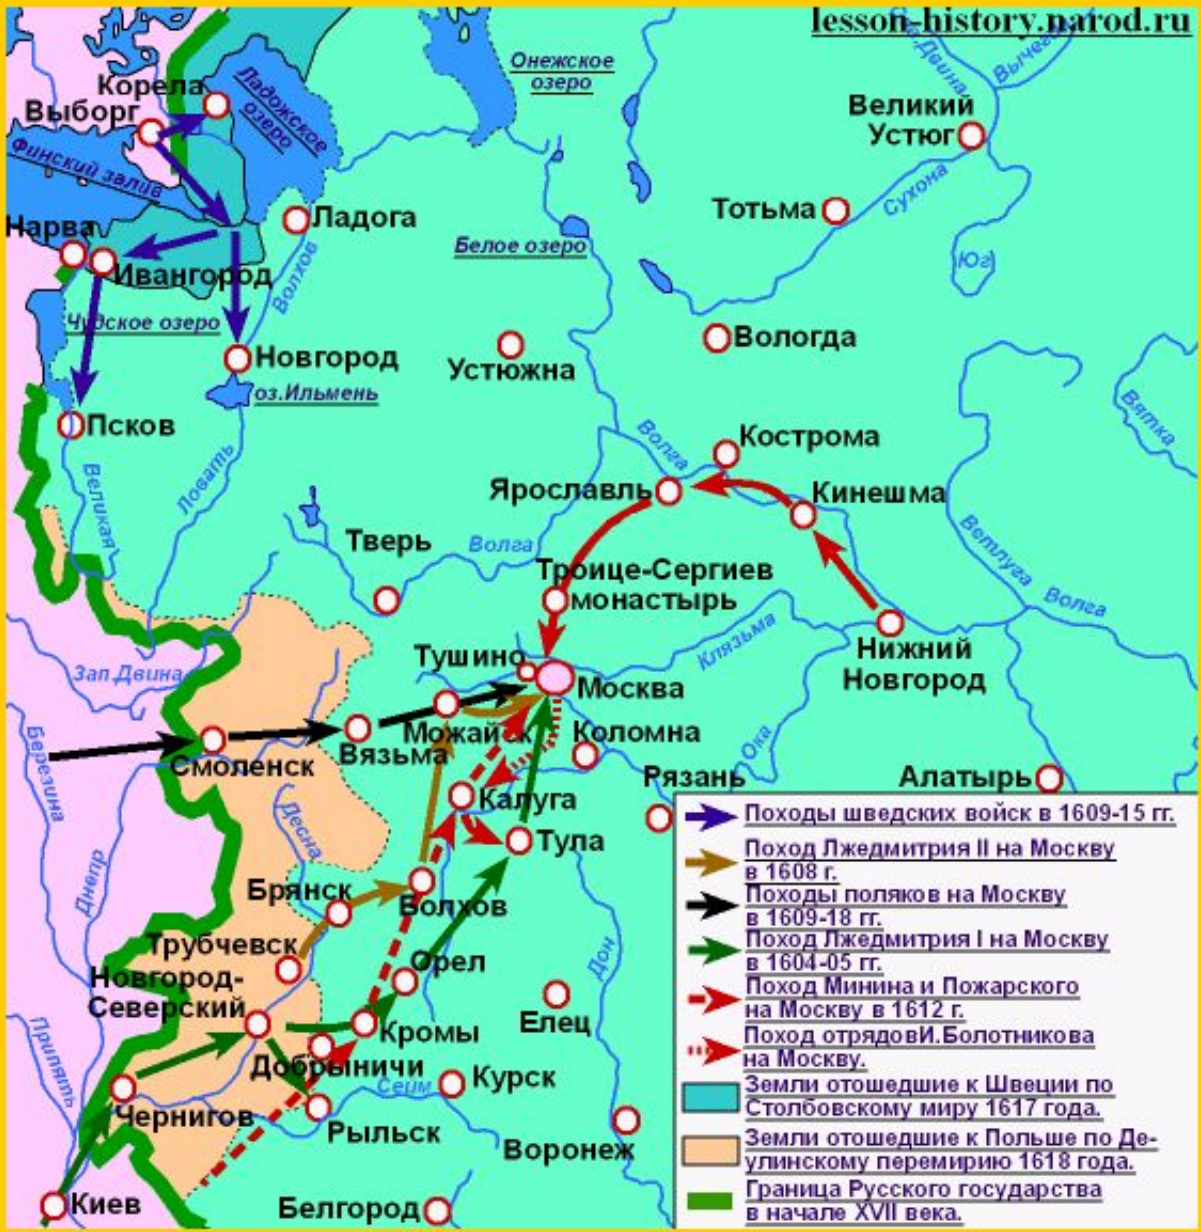 lesson-history.narod.ru
Онежское
озеро
Сев.Двина
Вычегда
Корела
Выборг
Ладожское
озеро
Финский залив
Великий
Устюг
Сухона
Тотьма
Юг
Нарва
Ладога
Белое озеро
Ивангород
Волхов
Чудское озеро
Новгород
оз.Ильмень
Устюжна
Вологда
Псков
Великая
Ловать
Волга
Кострома
Вятка
Ярославль
Кинешма
Тверь
Волга
Ветлуга
Волга
Троице-Сергиев
монастырь
Клязьма
Нижний
Новгород
Зап.Двина
Тушино
Москва
Березина
Можайск
Вязьма
Смоленск
Коломна
Ока
Рязань
Алатырь
Калуга
Десна
Тула
Днепр
Брянск
Болхов
Трубчевск
Новгород-
Северский
Орел
Дон
Елец
Кромы
Добрыничи
Припять
Сейм
Курск
Чернигов
Рыльск
Воронеж
Киев
Белгород
Походы шведских войск в 1609-15 гг.
Поход Лжедмитрия II на Москву
в 1608 г.
Походы поляков на Москву
в 1609-18 гг.
Поход Лжедмитрия I на Москву
в 1604-05 гг.
Поход Минина и Пожарского
на Москву в 1612 г.
Поход отрядовИ.Болотникова
на Москву.
Земли отошедшие к Швеции по
Столбовскому миру 1617 года.
Земли отошедшие к Польше по Де-
улинскому перемирию 1618 года.
Граница Русского государства
в начале XVII века.